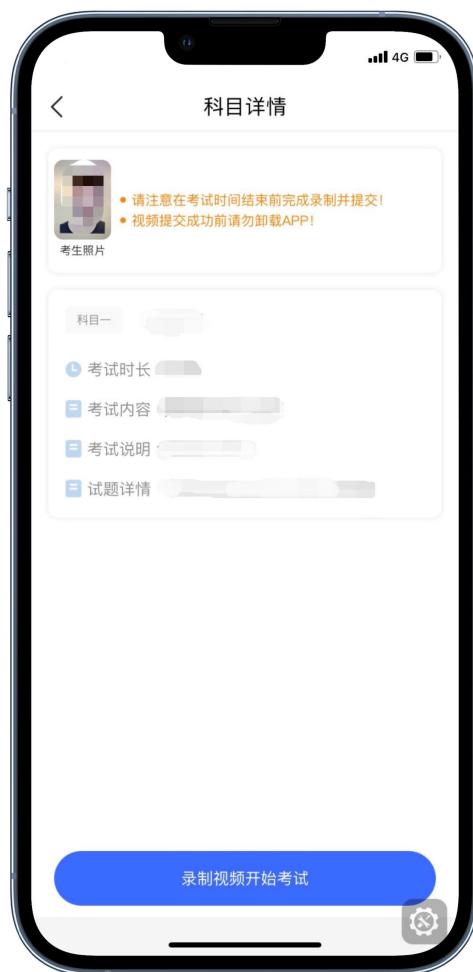 4G
科目详情
请注意在考试时间结束前完成录制并提交！
视频提交成功前请勿卸载APP！
考生照片
科目一
考试时长
考试内容
考试说明
试题详情
录制视频开始考试